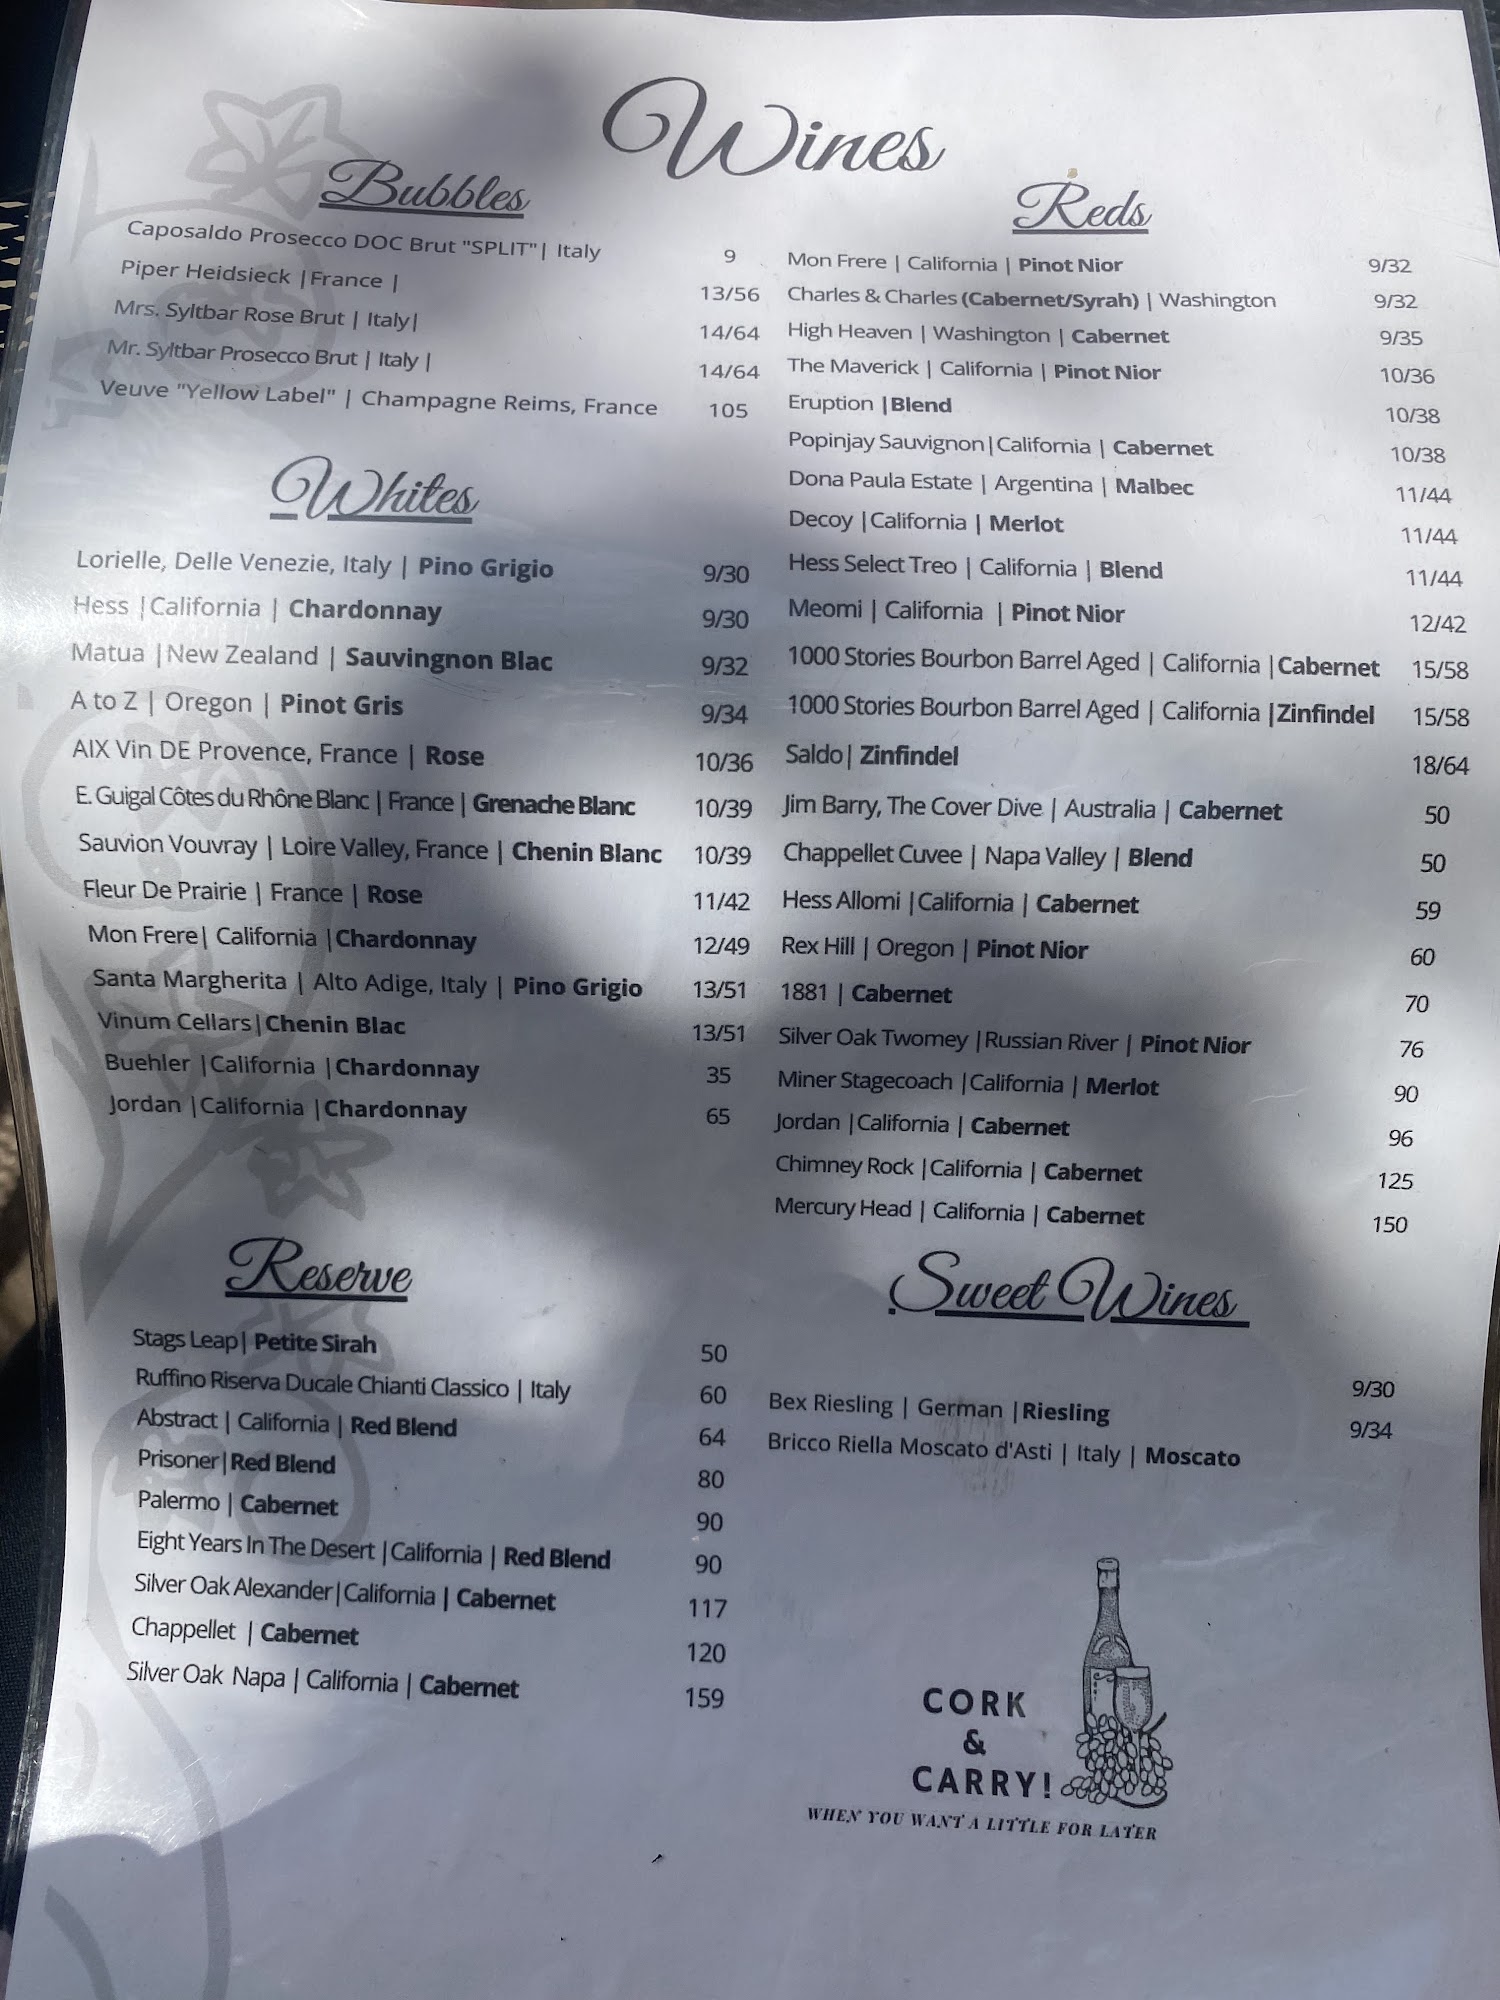 Wines
Bubbles
Caposaldo Prosecco DOC Brut "SPLIT"| Italy 9
Piper Heidsieck |France | 13/56
Mrs. Syltbar Rose Brut | Italy| 14/64
Mr. Syltbar Prosecco Brut | Italy | 14/64
Veuve "Yellow Label" | Champagne Reims, France 105
Whites
Lorielle, Delle Venezie, Italy | Pino Grigio 9/30
Hess |California | Chardonnay 9/30
Matua |New Zealand | Sauvingnon Blac 9/32
A to Z | Oregon | Pinot Gris 9/34
AIX Vin DE Provence, France | Rose 10/36
E. Guigal Côtes du Rhône Blanc | France | Grenache Blanc 10/39
Sauvion Vouvray | Loire Valley, France | Chenin Blanc 10/39
Fleur De Prairie | France | Rose 11/42
Mon Frere| California |Chardonnay 12/49
Santa Margherita | Alto Adige, Italy | Pino Grigio 13/51
Vinum Cellars|Chenin Blac 13/51
Buehler |California |Chardonnay 35
Jordan |California |Chardonnay 65
Reserve
Stags Leap| Petite Sirah 50
Ruffino Riserva Ducale Chianti Classico | Italy 60
Abstract | California | Red Blend 64
Prisoner|Red Blend 80
Palermo | Cabernet 90
Eight Years In The Desert |California | Red Blend 90
Silver Oak Alexander|California | Cabernet 117
Chappellet | Cabernet 120
Silver Oak Napa | California | Cabernet 159
Reds
Mon Frere | California | Pinot Nior 9/32
Charles & Charles (Cabernet/Syrah) | Washington 9/32
High Heaven | Washington | Cabernet 9/35
The Maverick | California | Pinot Nior 10/36
Eruption |Blend 10/38
Popinjay Sauvignon|California | Cabernet 10/38
Dona Paula Estate | Argentina | Malbec 11/44
Decoy |California | Merlot 11/44
Hess Select Treo | California | Blend 11/44
Meomi | California | Pinot Nior 12/42
1000 Stories Bourbon Barrel Aged | California |Cabernet 15/58
1000 Stories Bourbon Barrel Aged | California |Zinfindel 15/58
Saldo| Zinfindel 18/64
Jim Barry, The Cover Dive | Australia | Cabernet 50
Chappellet Cuvee | Napa Valley | Blend 50
Hess Allomi |California | Cabernet 59
Rex Hill | Oregon | Pinot Nior 60
1881 | Cabernet 70
Silver Oak Twomey |Russian River | Pinot Nior 76
Miner Stagecoach |California | Merlot 90
Jordan |California | Cabernet 96
Chimney Rock |California | Cabernet 125
Mercury Head | California | Cabernet 150
Sweet Wines
Bex Riesling | German |Riesling 9/30
Bricco Riella Moscato d'Asti | Italy | Moscato 9/34
CORK
&
CARRY!
WHEN YOU WANT A LITTLE FOR LATER